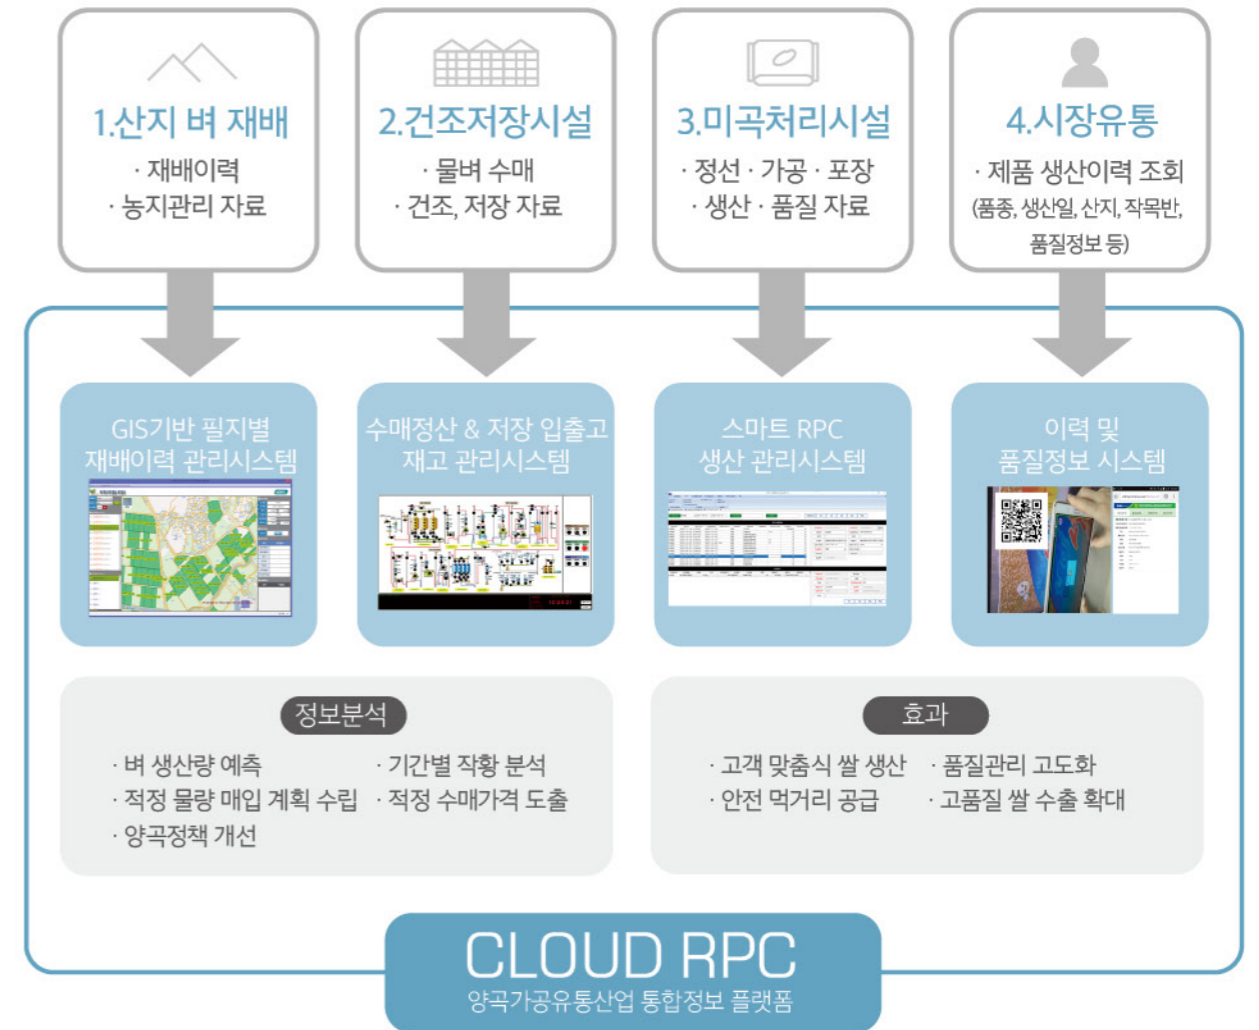 1.산지 벼 재배
· 재배이력
· 농지관리 자료
2.건조저장시설
· 물벼 수매
· 건조, 저장 자료
3.미곡처리시설
· 정선 · 가공 · 포장
· 생산 · 품질 자료
4.시장유통
· 제품 생산이력 조회
(품종, 생산일, 산지, 작목반,
품질정보 등)
GIS기반 필지별
재배이력 관리시스템
수매정산 & 저장 입출고
재고 관리시스템
스마트 RPC
생산 관리시스템
이력 및
품질정보 시스템
정보분석
· 벼 생산량 예측
· 기간별 작황 분석
· 적정 물량 매입 계획 수립
· 적정 수매가격 도출
· 양곡정책 개선
효과
· 고객 맞춤식 쌀 생산
· 품질관리 고도화
· 안전 먹거리 공급
· 고품질 쌀 수출 확대
CLOUD RPC
양곡가공유통산업 통합정보 플랫폼